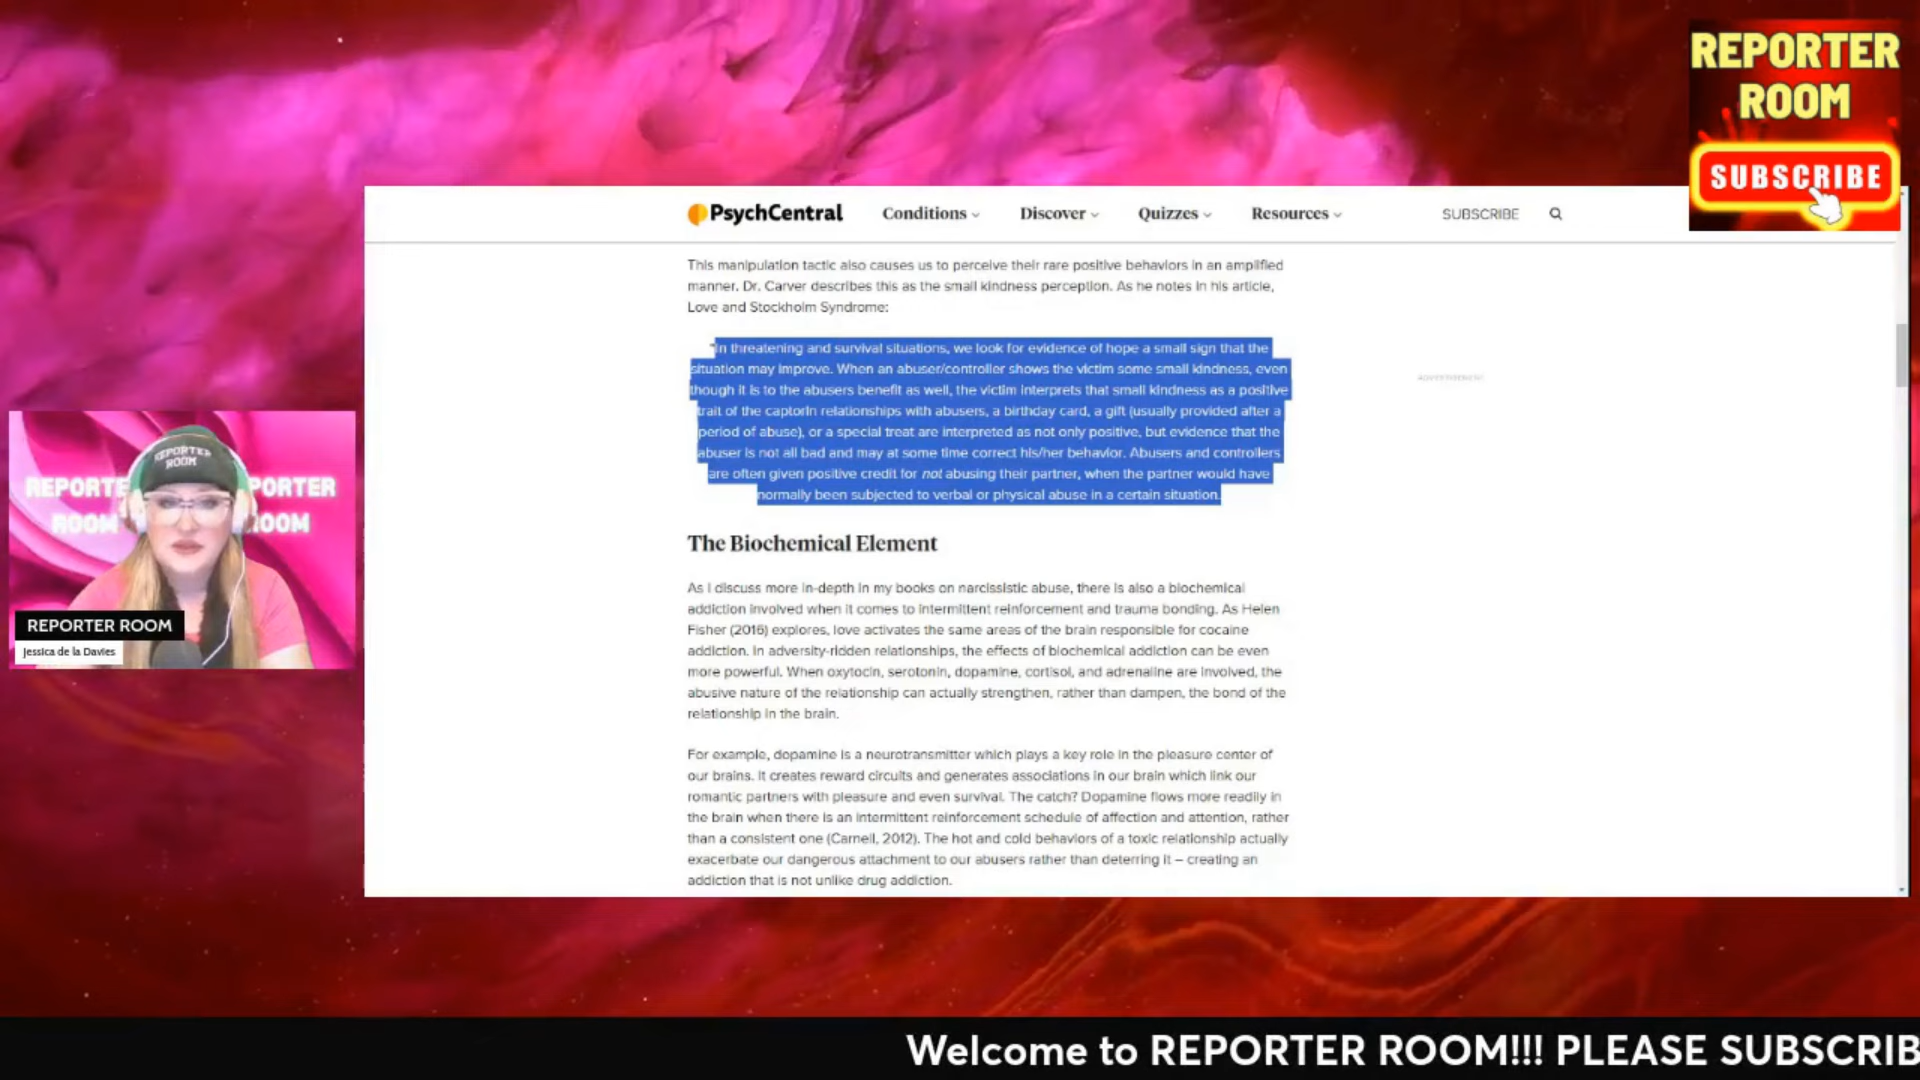 REPORTER
ROOM
SUBSCRIBE
PsychCentral Conditions Discover Quizzes Resources SUBSCRIBE
This manipulation tactic also causes us to perceive their rare positive behaviors in an amplified
manner. Dr. Carver describes this as the small kindness perception. As he notes in his article,
Love and Stockholm Syndrome:
"In threatening and survival situations, we look for evidence of hope a small sign that the
situation may improve. When an abuser/controller shows the victim some small kindness, even
though it is to the abusers benefit as well, the victim interprets that small kindness as a positive
trait of the captorIn relationships with abusers, a birthday card, a gift (usually provided after a
period of abuse), or a special treat are interpreted as not only positive, but evidence that the
abuser is not all bad and may at some time correct his/her behavior. Abusers and controllers
are often given positive credit for not abusing their partner, when the partner would have
normally been subjected to verbal or physical abuse in a certain situation.
ADVERTISEMENT
The Biochemical Element
As I discuss more in-depth in my books on narcissistic abuse, there is also a biochemical
addiction involved when it comes to intermittent reinforcement and trauma bonding. As Helen
Fisher (2016) explores, love activates the same areas of the brain responsible for cocaine
addiction. In adversity-ridden relationships, the effects of biochemical addiction can be even
more powerful. When oxytocin, serotonin, dopamine, cortisol, and adrenaline are involved, the
abusive nature of the relationship can actually strengthen, rather than dampen, the bond of the
relationship in the brain.
For example, dopamine is a neurotransmitter which plays a key role in the pleasure center of
our brains. It creates reward circuits and generates associations in our brain which link our
romantic partners with pleasure and even survival. The catch? Dopamine flows more readily in
the brain when there is an intermittent reinforcement schedule of affection and attention, rather
than a consistent one (Carnell, 2012). The hot and cold behaviors of a toxic relationship actually
exacerbate our dangerous attachment to our abusers rather than deterring it – creating an
addiction that is not unlike drug addiction.
REPORTER
ROOM
REPORTE PORTER
ROOM ROOM
REPORTER ROOM
Jessica de la Davies
Welcome to REPORTER ROOM!!! PLEASE SUBSCRIB